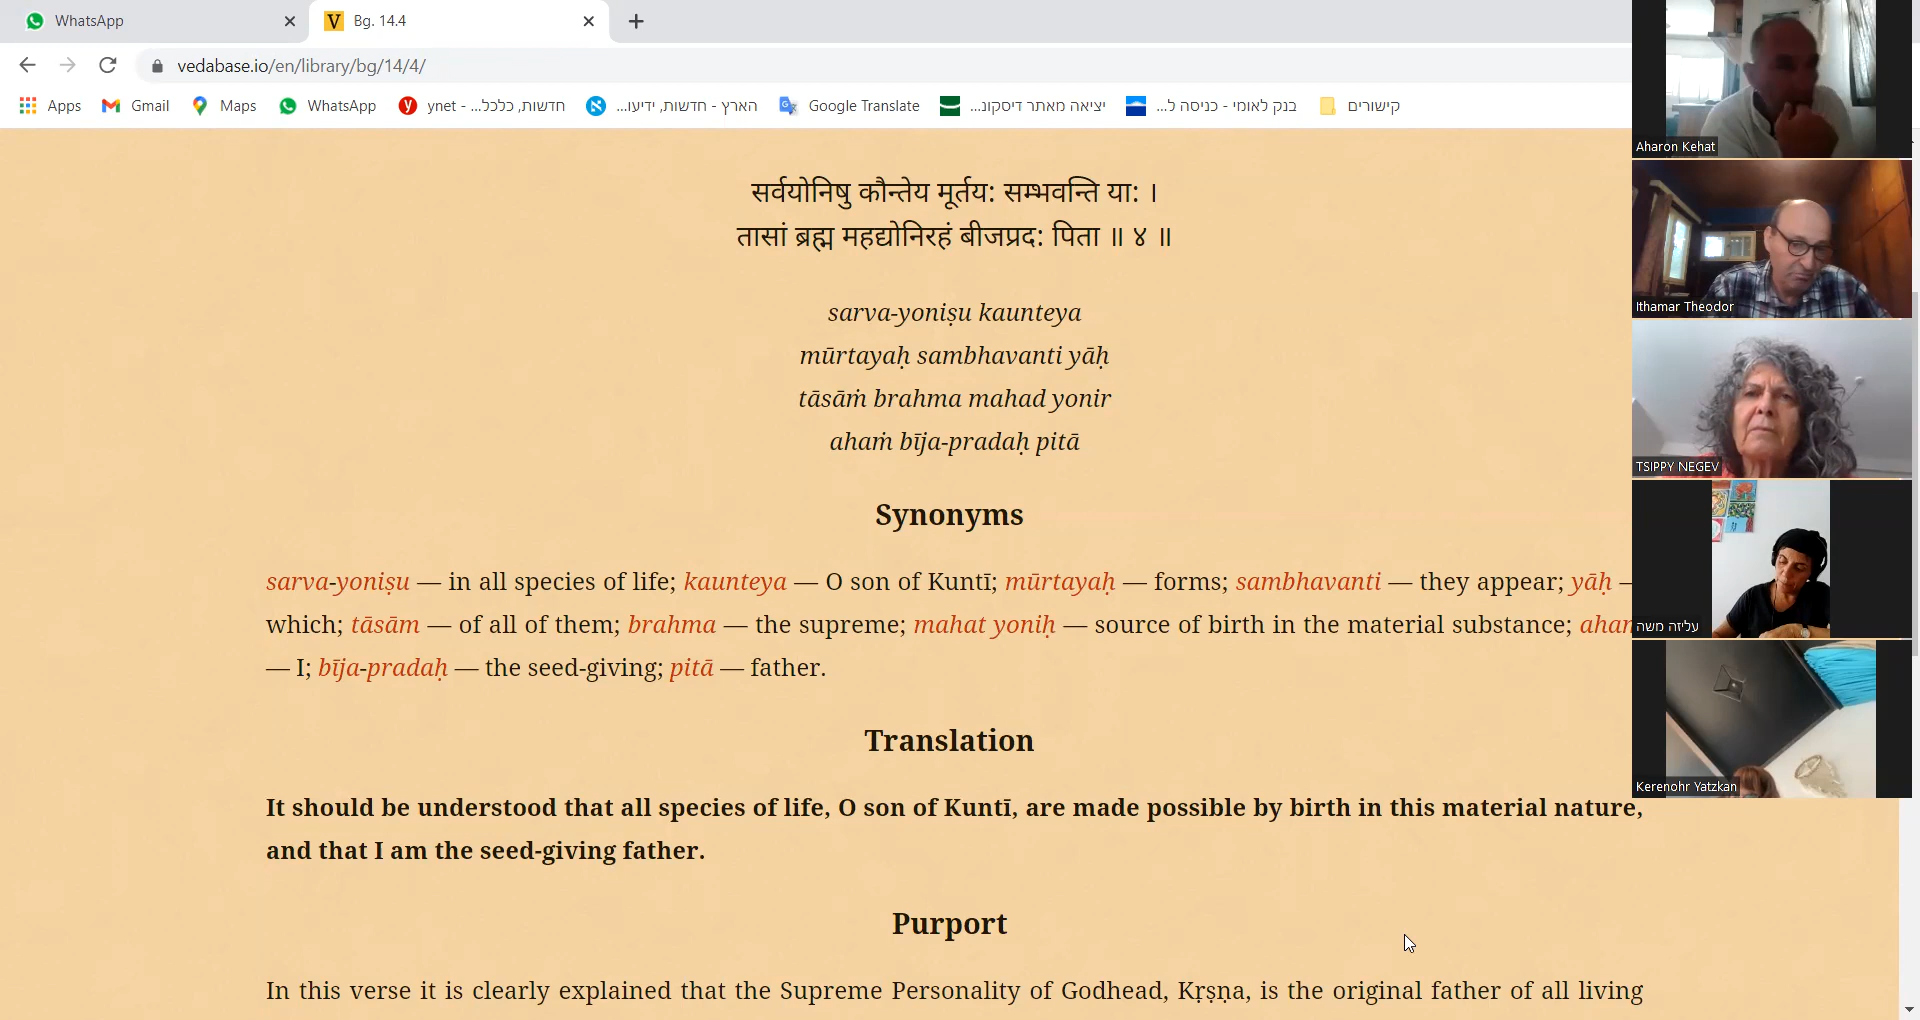 WhatsApp
Bg. 14.4
vedabase.io/en/library/bg/14/4/
Apps Gmail Maps WhatsApp ynet - חדשות, כלכל... הארץ - חדשות, ידיעו... Google Translate יציאה מאתר דיסקונ... בנק לאומי - כניסה ל... קישורים
सर्वयोनिषु कौन्तेय मूर्तय: सम्भवन्ति या: ।
तासां ब्रह्म महद्योनिरहं बीजप्रद: पिता ॥ ४ ॥
sarva-yoniṣu kaunteya
mūrtayaḥ sambhavanti yāḥ
tāsāṁ brahma mahad yonir
ahaṁ bīja-pradaḥ pitā
Synonyms
sarva-yoniṣu — in all species of life; kaunteya — O son of Kuntī; mūrtayaḥ — forms; sambhavanti — they appear; yāḥ —
which; tāsām — of all of them; brahma — the supreme; mahat yoniḥ — source of birth in the material substance;
— I; bīja-pradaḥ — the seed-giving; pitā — father.
Translation
It should be understood that all species of life, O son of Kuntī, are made possible by birth in this material nature,
and that I am the seed-giving father.
Purport
In this verse it is clearly explained that the Supreme Personality of Godhead, Kṛṣṇa, is the original father of all living
Aharon Kehat
Ithamar Theodor
TSIPPY NEGEV
עליזה משה
Kerenohr Yatzkan